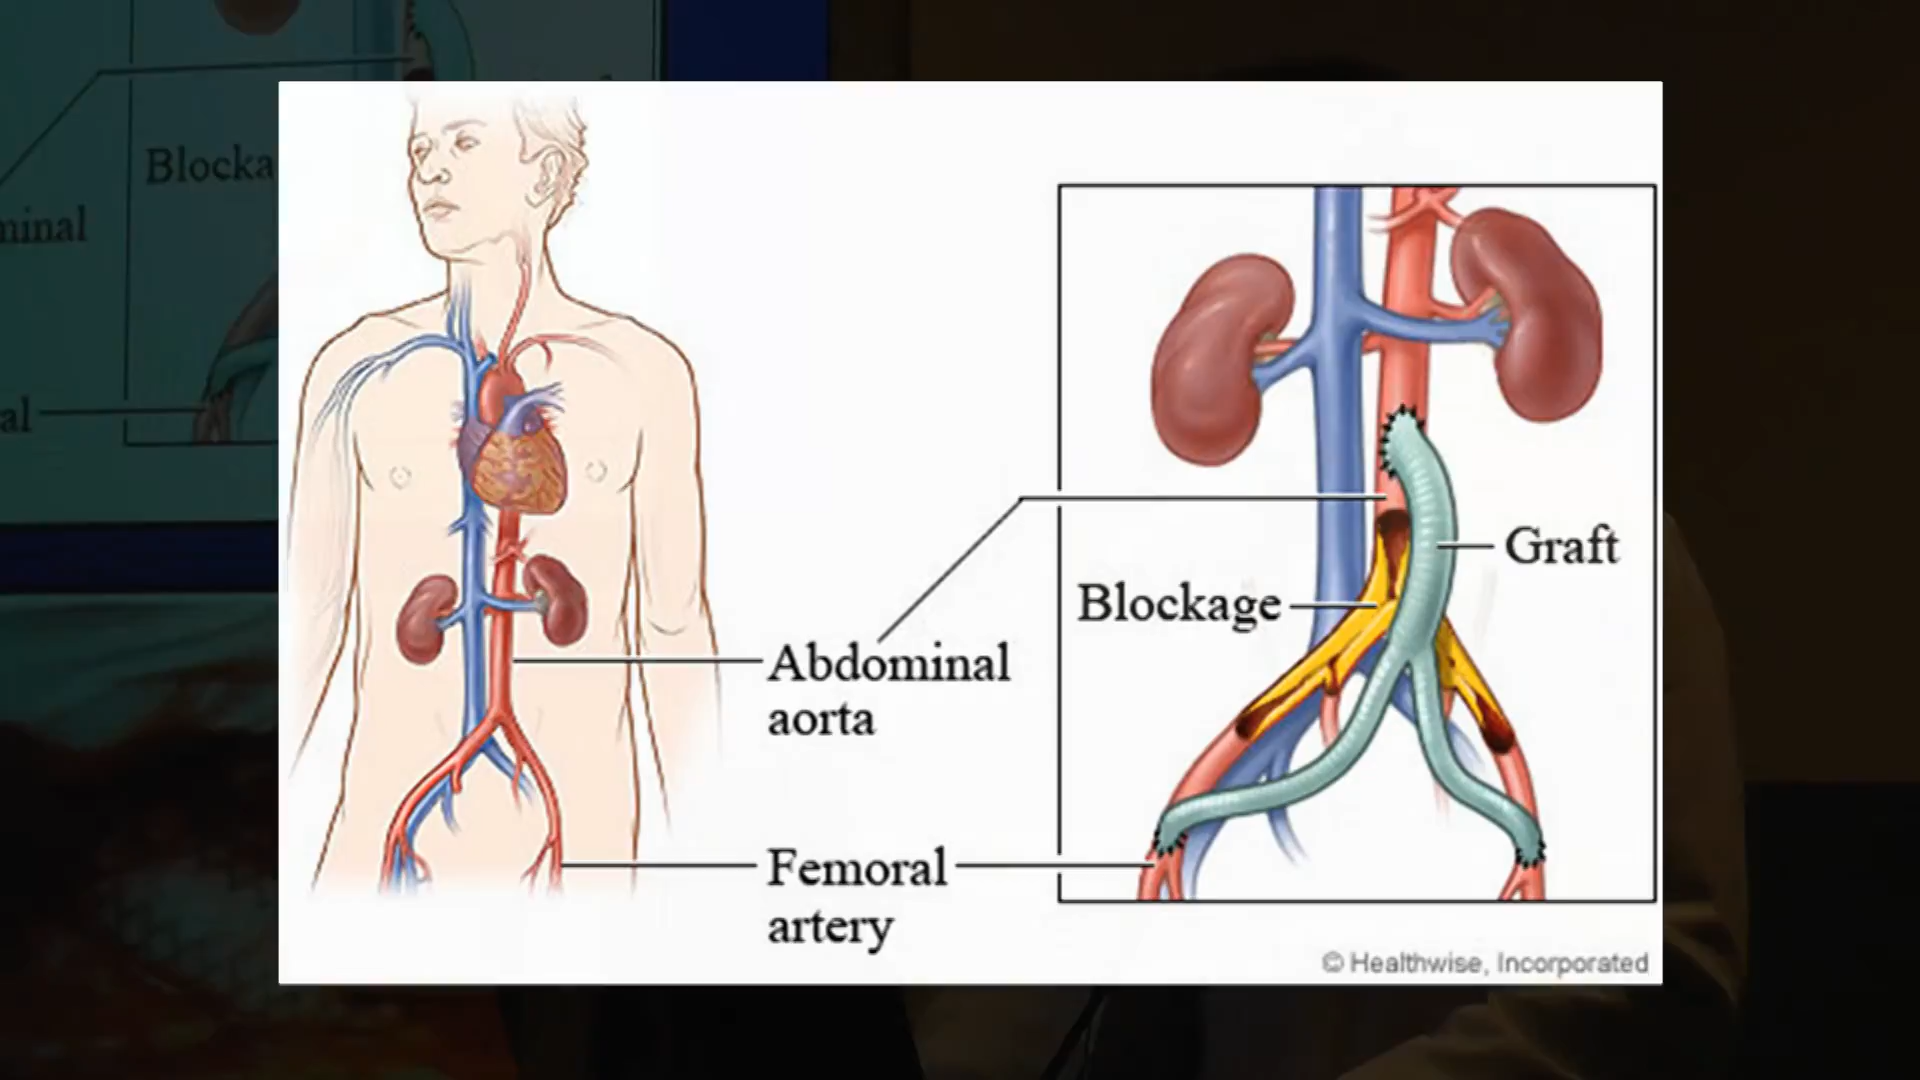 Blocka
minal
al
Graft
Blockage
Abdominal
aorta
Femoral
artery
© Healthwise, Incorporated